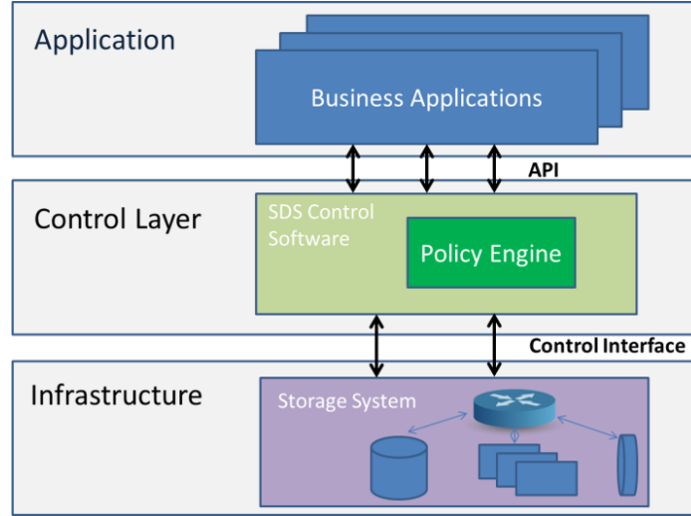 Application
Business Applications
API
Control Layer
SDS Control
Software
Policy Engine
Control Interface
Infrastructure
Storage System